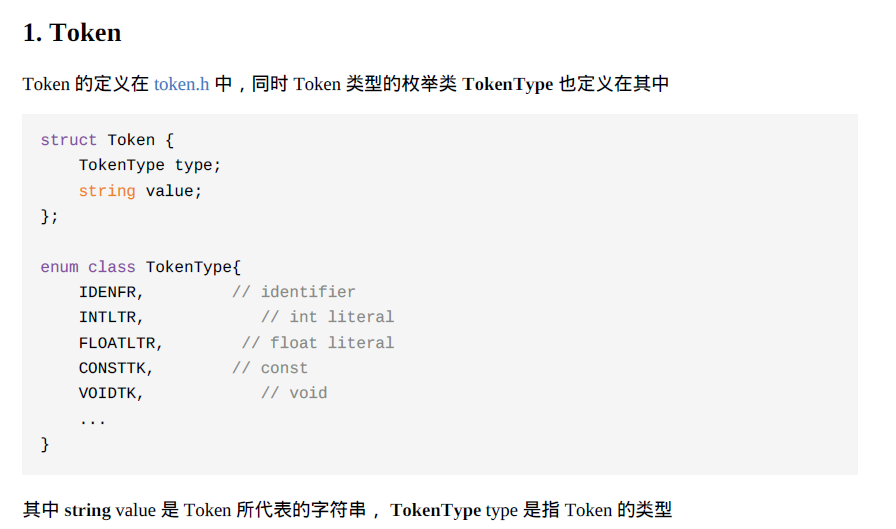 1. Token
Token 的定义在 token.h 中，同时 Token 类型的枚举类 TokenType 也定义在其中
struct Token {
    TokenType type;
    string value;
};
enum class TokenType{
    IDENFR,         // identifier
    INTLTR,            // int literal
    FLOATLTR,        // float literal
    CONSTTK,        // const
    VOIDTK,            // void
    ...
}
其中 string value 是 Token 所代表的字符串， TokenType type 是指 Token 的类型